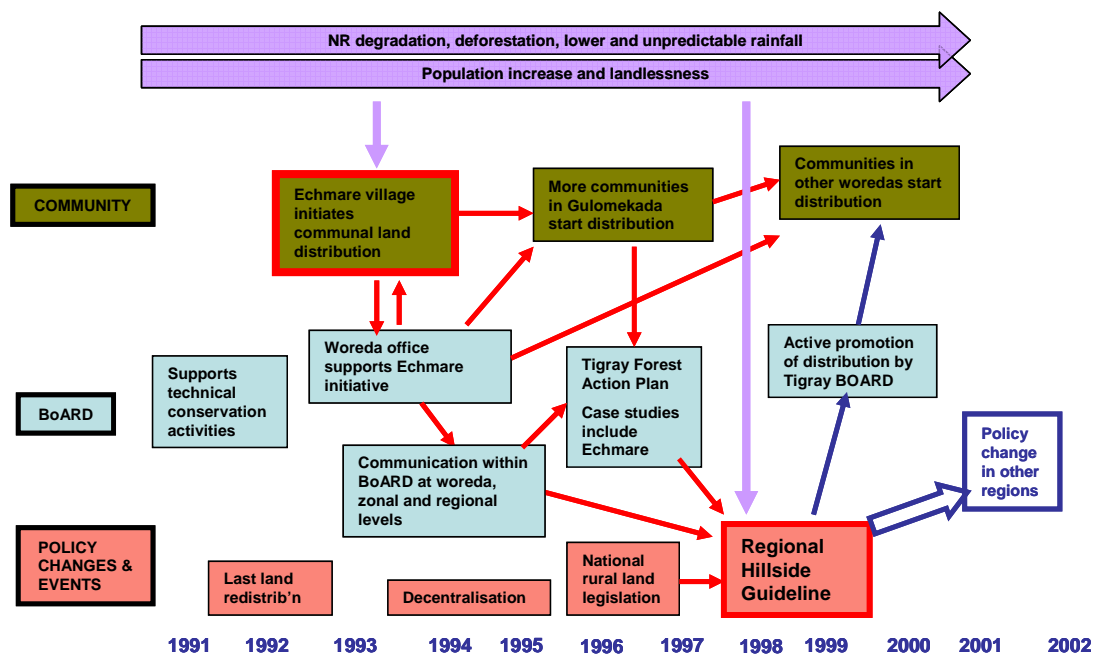 NR degradation, deforestation, lower and unpredictable rainfall
Population increase and landlessness
COMMUNITY
Echmare village
initiates
communal land
distribution
More communities
in Gulomekada
start distribution
Communities in
other woredas start
distribution
BoARD
Supports
technical
conservation
activities
Woreda office
supports Echmare
initiative
Communication within
BoARD at woreda,
zonal and regional
levels
Tigray Forest
Action Plan
Case studies
include
Echmare
Active promotion
of distribution by
Tigray BOARD
Policy
change
in other
regions
POLICY
CHANGES &
EVENTS
Last land
redistrib'n
Decentralisation
National
rural land
legislation
Regional
Hillside
Guideline
1991 1992 1993 1994 1995 1996 1997 1998 1999 2000 2001 2002